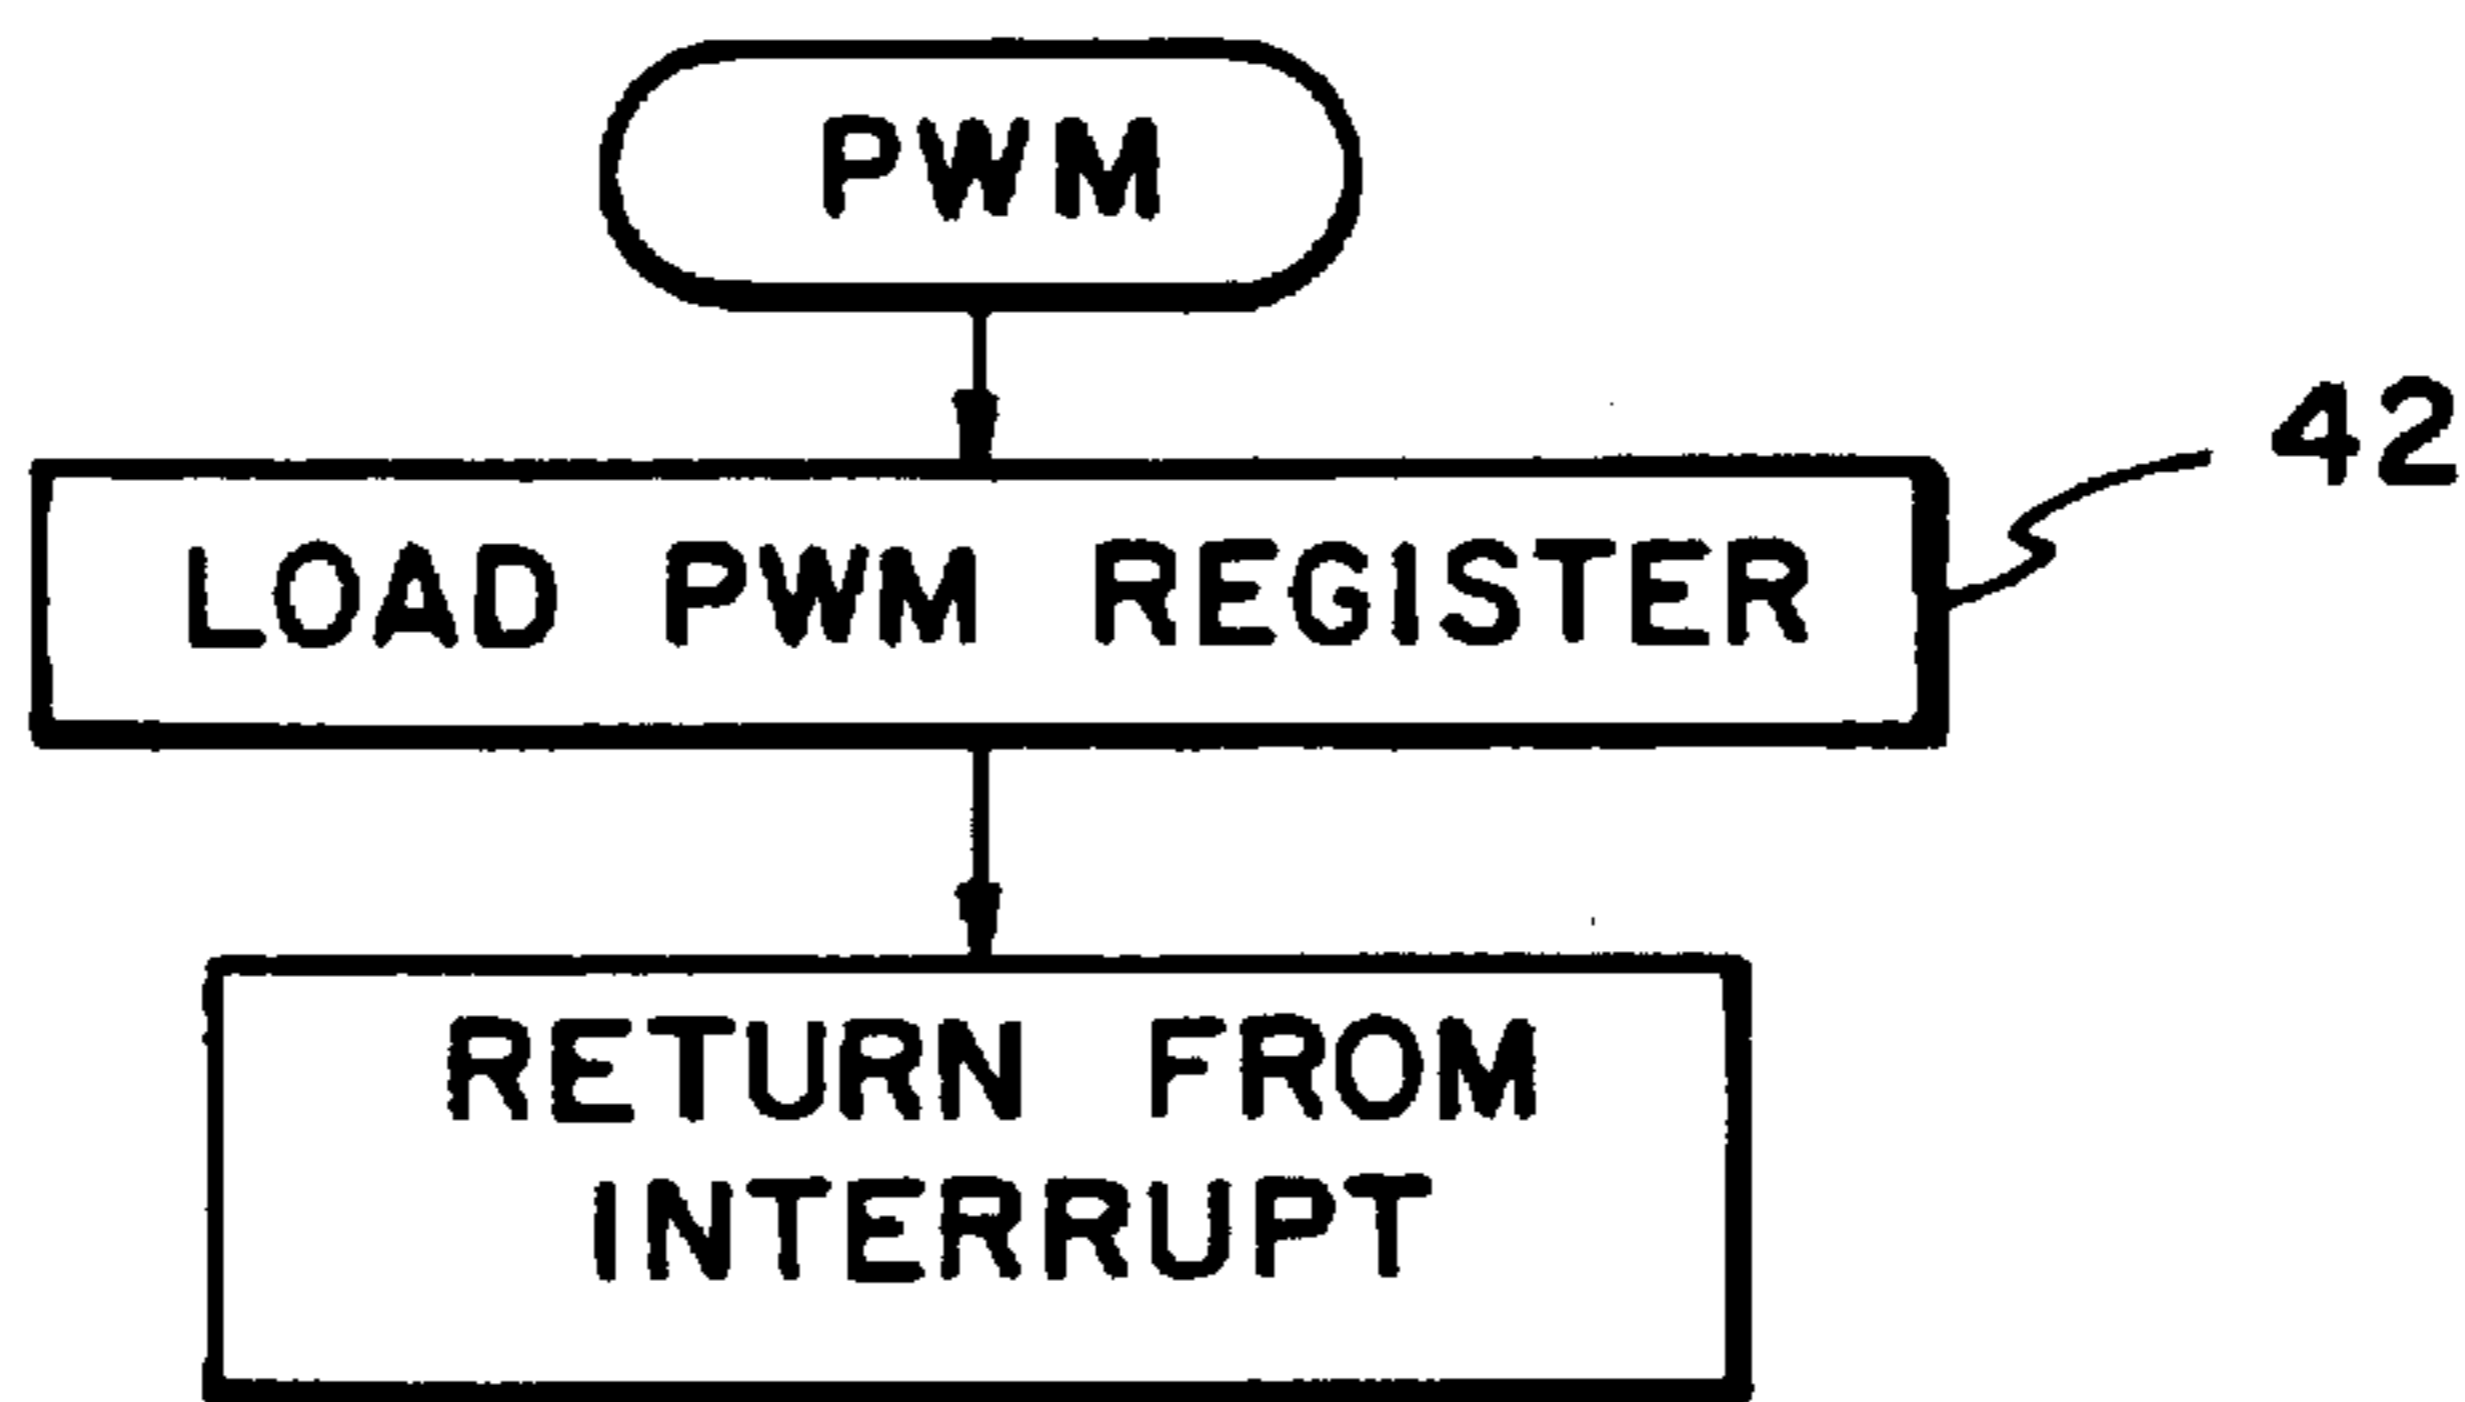 PWM
42
LOAD PWM REGISTER
RETURN FROM
INTERRUPT